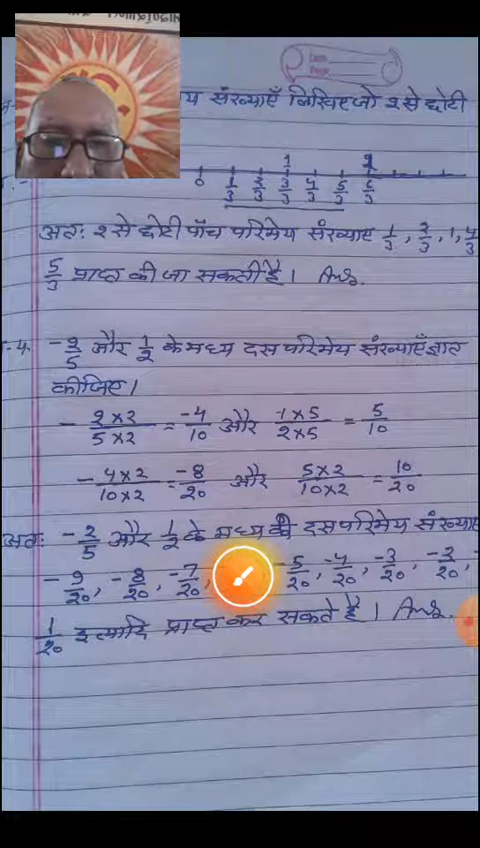 य संख्याएँ लिखिए जो 2 से छोटी
0 1/3 2/3 3/3 4/3 5/3 6/3
1 2
अतः 2 से छोटी पाँच परिमेय संख्याएँ 1/3, 2/3, 1, 4/3
5/3 प्राप्त की जा सकती है। Ans.
-2/5 और 1/2 के मध्य दस परिमेय संख्याएँ ज्ञात
कीजिए।
- 2×2/5×2 = -4/10 और 1×5/2×5 = 5/10
- 4×2/10×2 = -8/20 और 5×2/10×2 = 10/20
अतः -2/5 और 1/2 के मध्य की दस परिमेय संख्याए
-9/20, -8/20, -7/20, -5/20, -4/20, -3/20, -2/20,
1/20 इत्यादि प्राप्त कर सकते है। Ans.